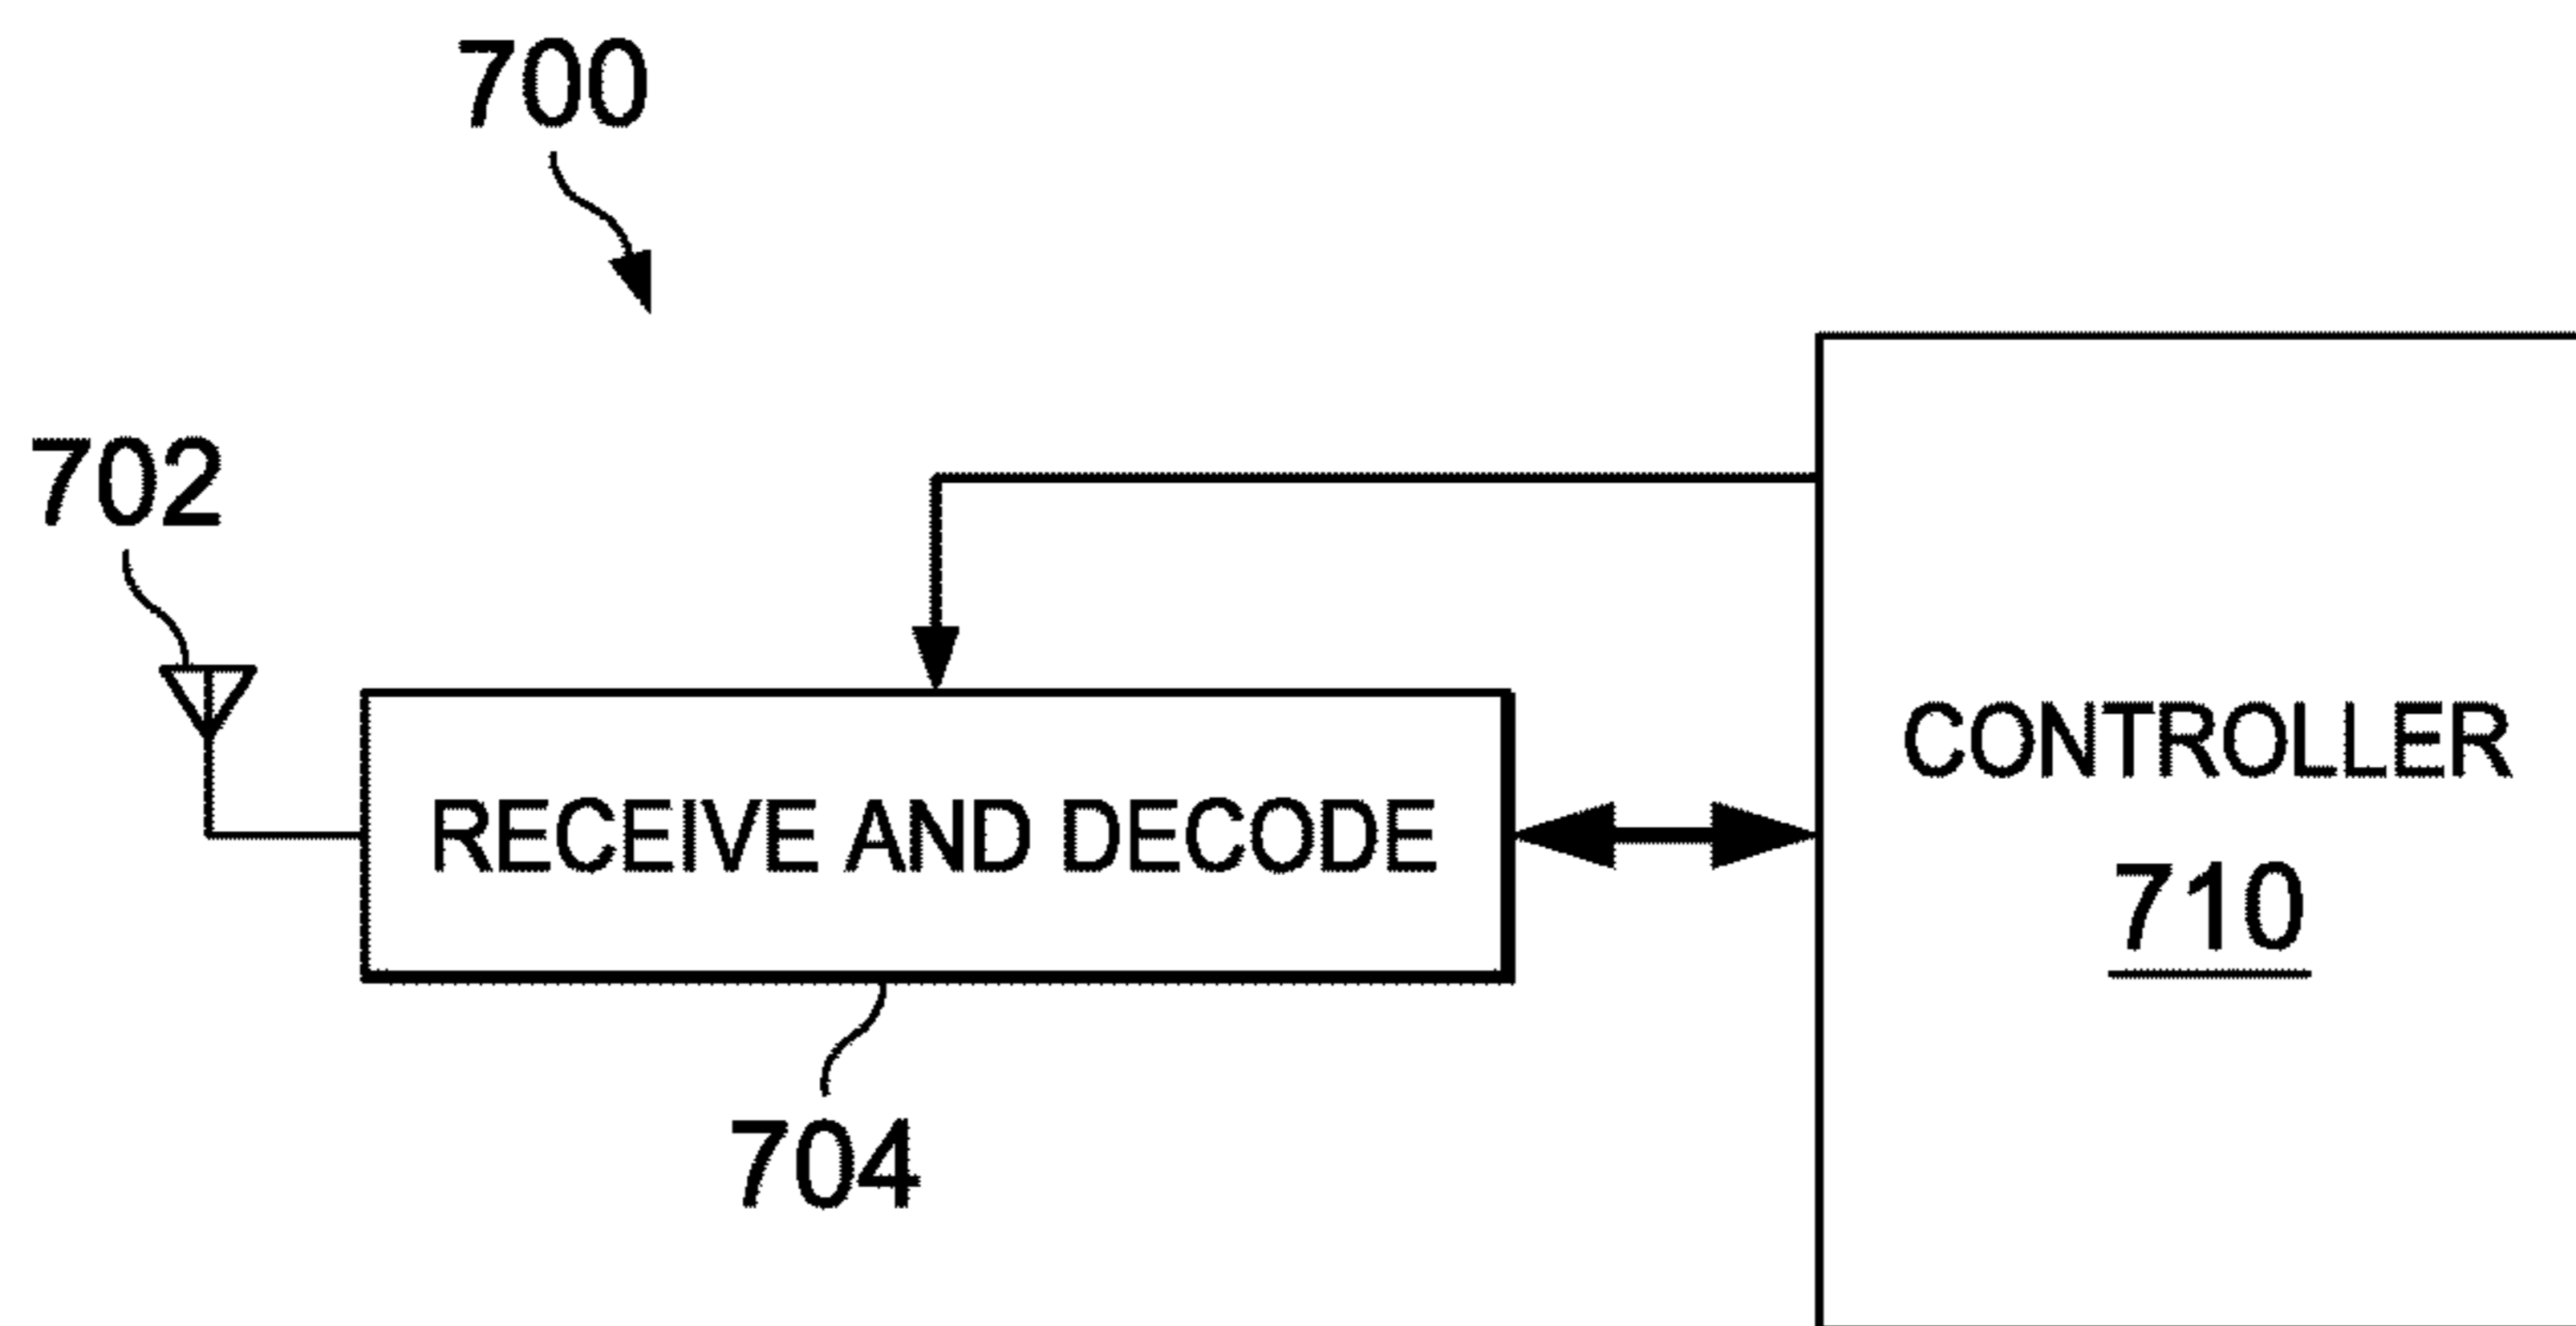 700
702
CONTROLLER
RECEIVE AND DECODE
710
704